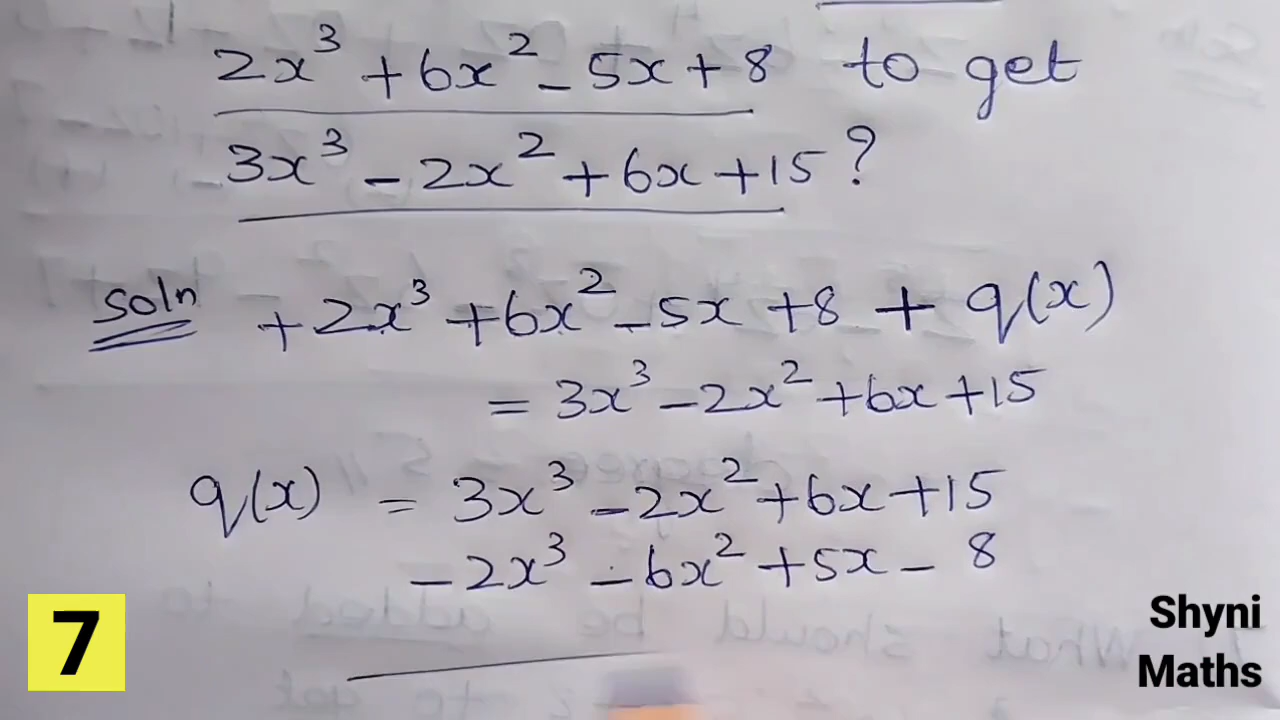 2x³ + 6x² - 5x + 8 to get
3x³ - 2x² + 6x + 15 ?
Soln + 2x³ + 6x² - 5x + 8 + q(x)
= 3x³ - 2x² + 6x + 15
q(x) = 3x³ - 2x² + 6x + 15
- 2x³ - 6x² + 5x - 8
7
Shyni
Maths